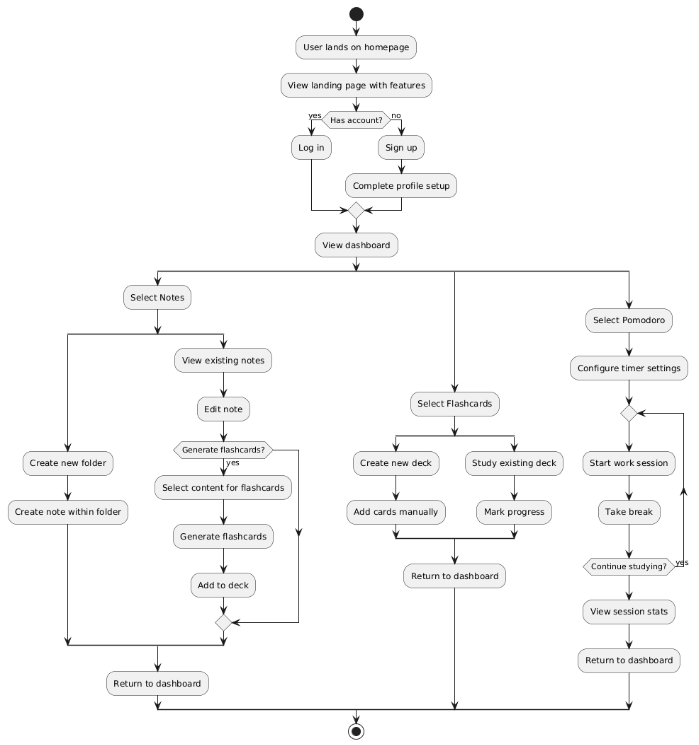 User lands on homepage
View landing page with features
yes
Has account?
no
Log in
Sign up
Complete profile setup
View dashboard
Select Notes
View existing notes
Edit note
Generate flashcards?
yes
Create new folder
Select content for flashcards
Create note within folder
Generate flashcards
Add to deck
Return to dashboard
Select Flashcards
Create new deck
Study existing deck
Add cards manually
Mark progress
Return to dashboard
Select Pomodoro
Configure timer settings
Start work session
Take break
Continue studying?
yes
View session stats
Return to dashboard